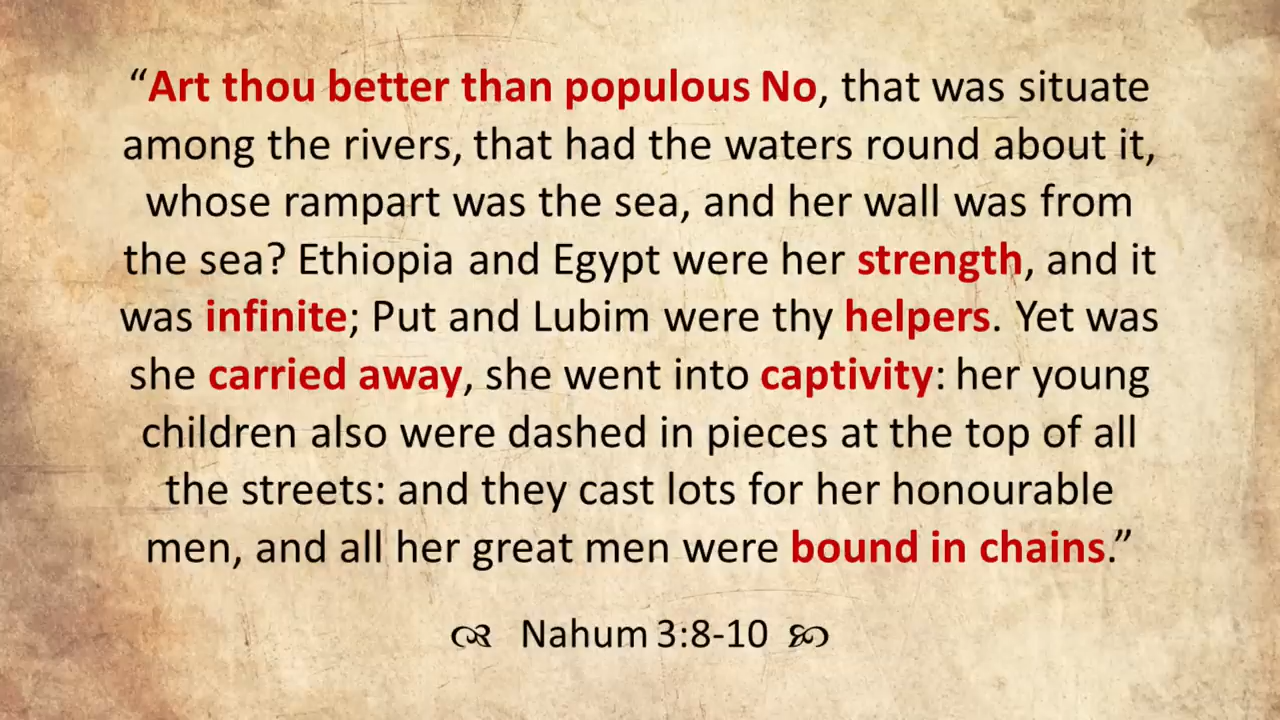 “Art thou better than populous No, that was situate
among the rivers, that had the waters round about it,
whose rampart was the sea, and her wall was from
the sea? Ethiopia and Egypt were her strength, and it
was infinite; Put and Lubim were thy helpers. Yet was
she carried away, she went into captivity: her young
children also were dashed in pieces at the top of all
the streets: and they cast lots for her honourable
men, and all her great men were bound in chains.”
Nahum 3:8-10